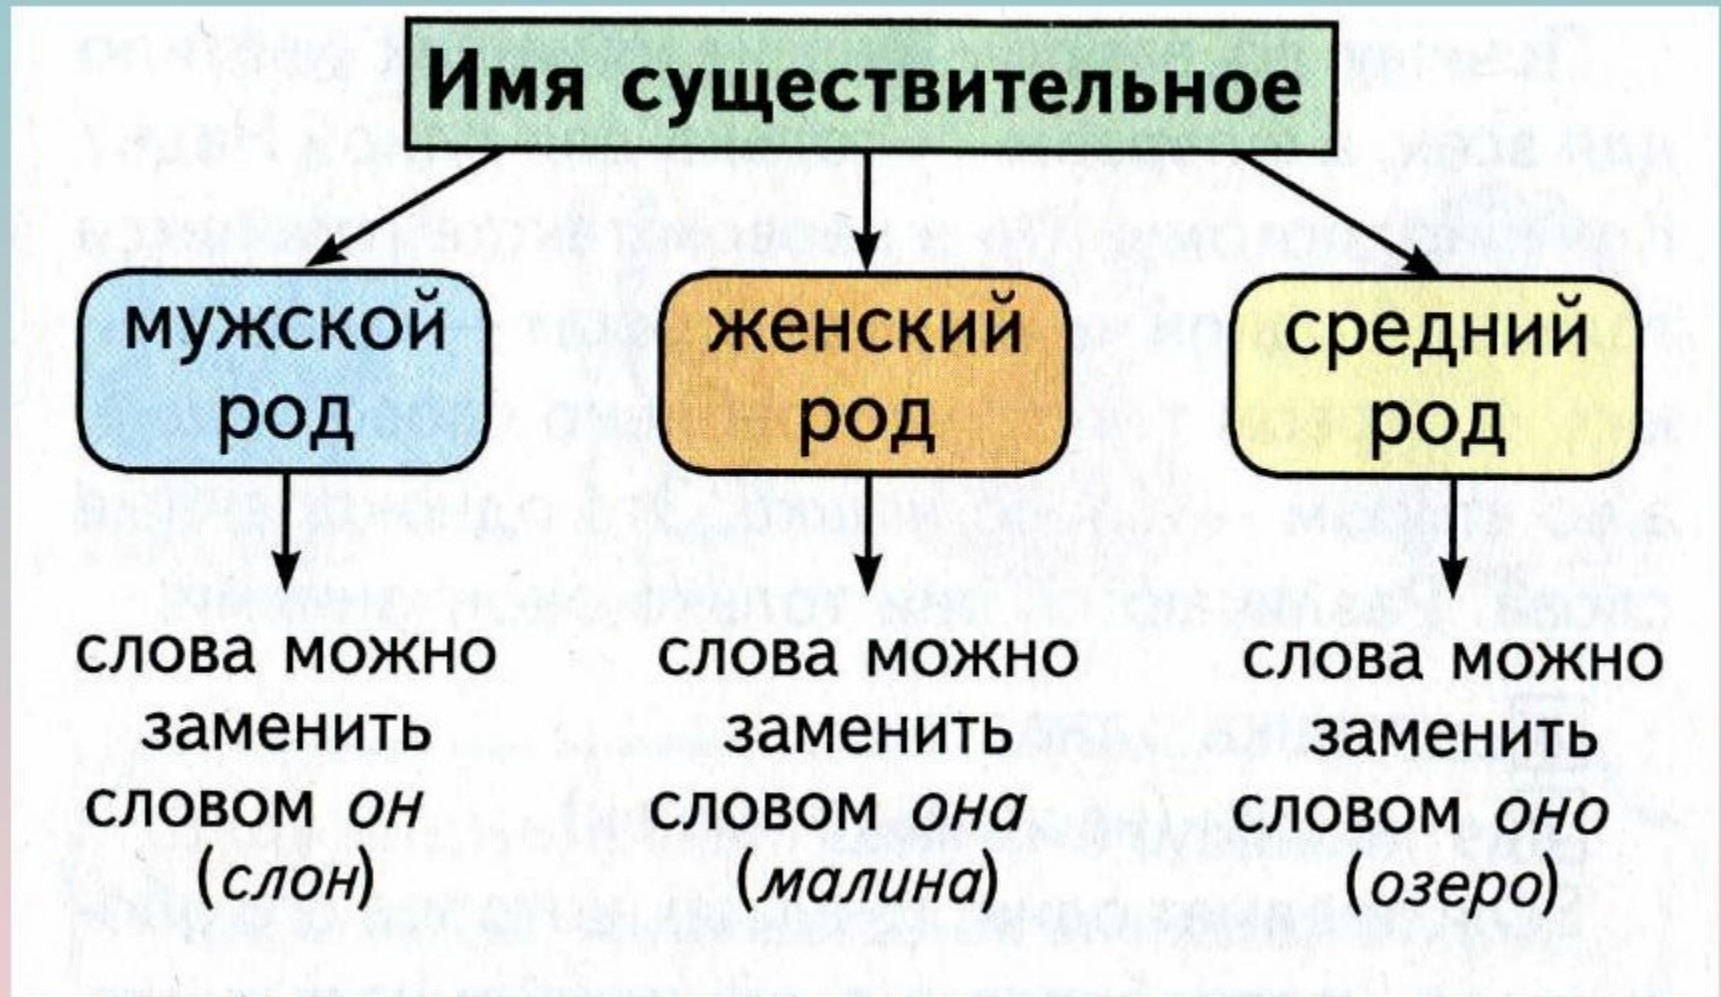 Имя существительное
мужской
род
женский
род
средний
род
слова можно
заменить
словом он
(слон)
слова можно
заменить
словом она
(малина)
слова можно
заменить
словом оно
(озеро)